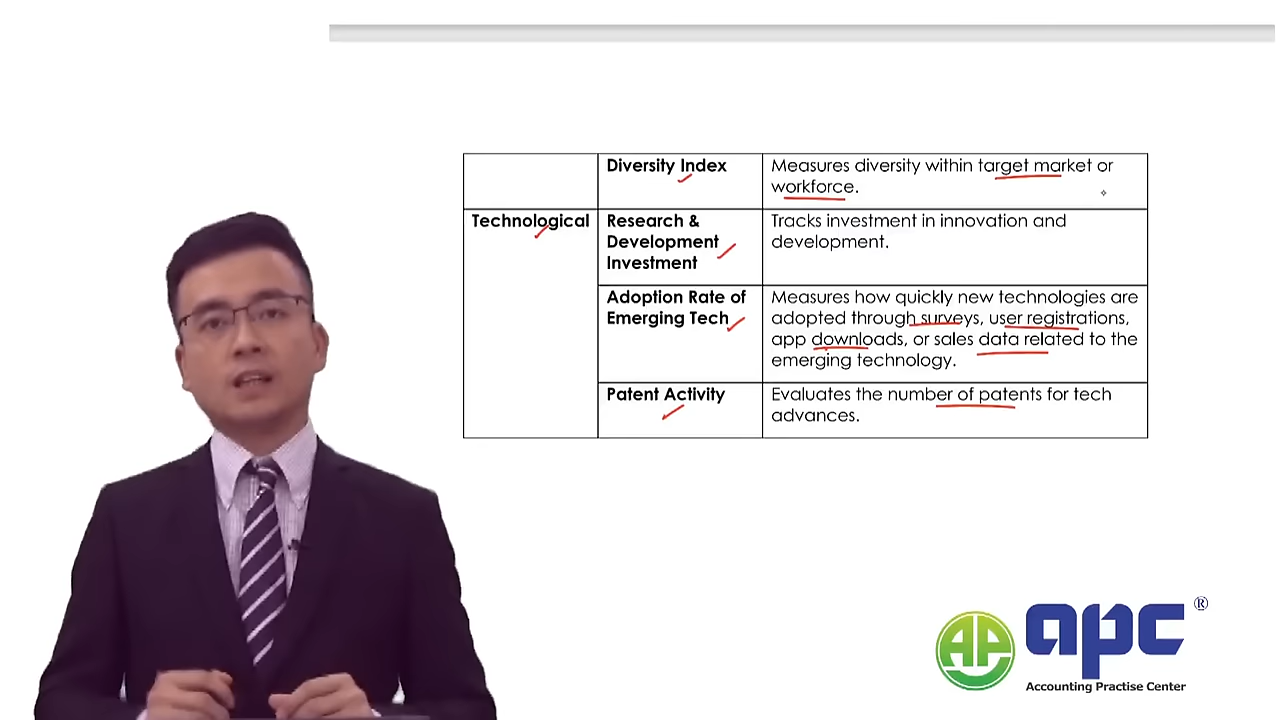 Diversity Index
Measures diversity within target market or
workforce.
Technological
Research &
Development
Investment
Tracks investment in innovation and
development.
Adoption Rate of
Emerging Tech
Measures how quickly new technologies are
adopted through surveys, user registrations,
app downloads, or sales data related to the
emerging technology.
Patent Activity
Evaluates the number of patents for tech
advances.
AP
apc®
Accounting Practise Center